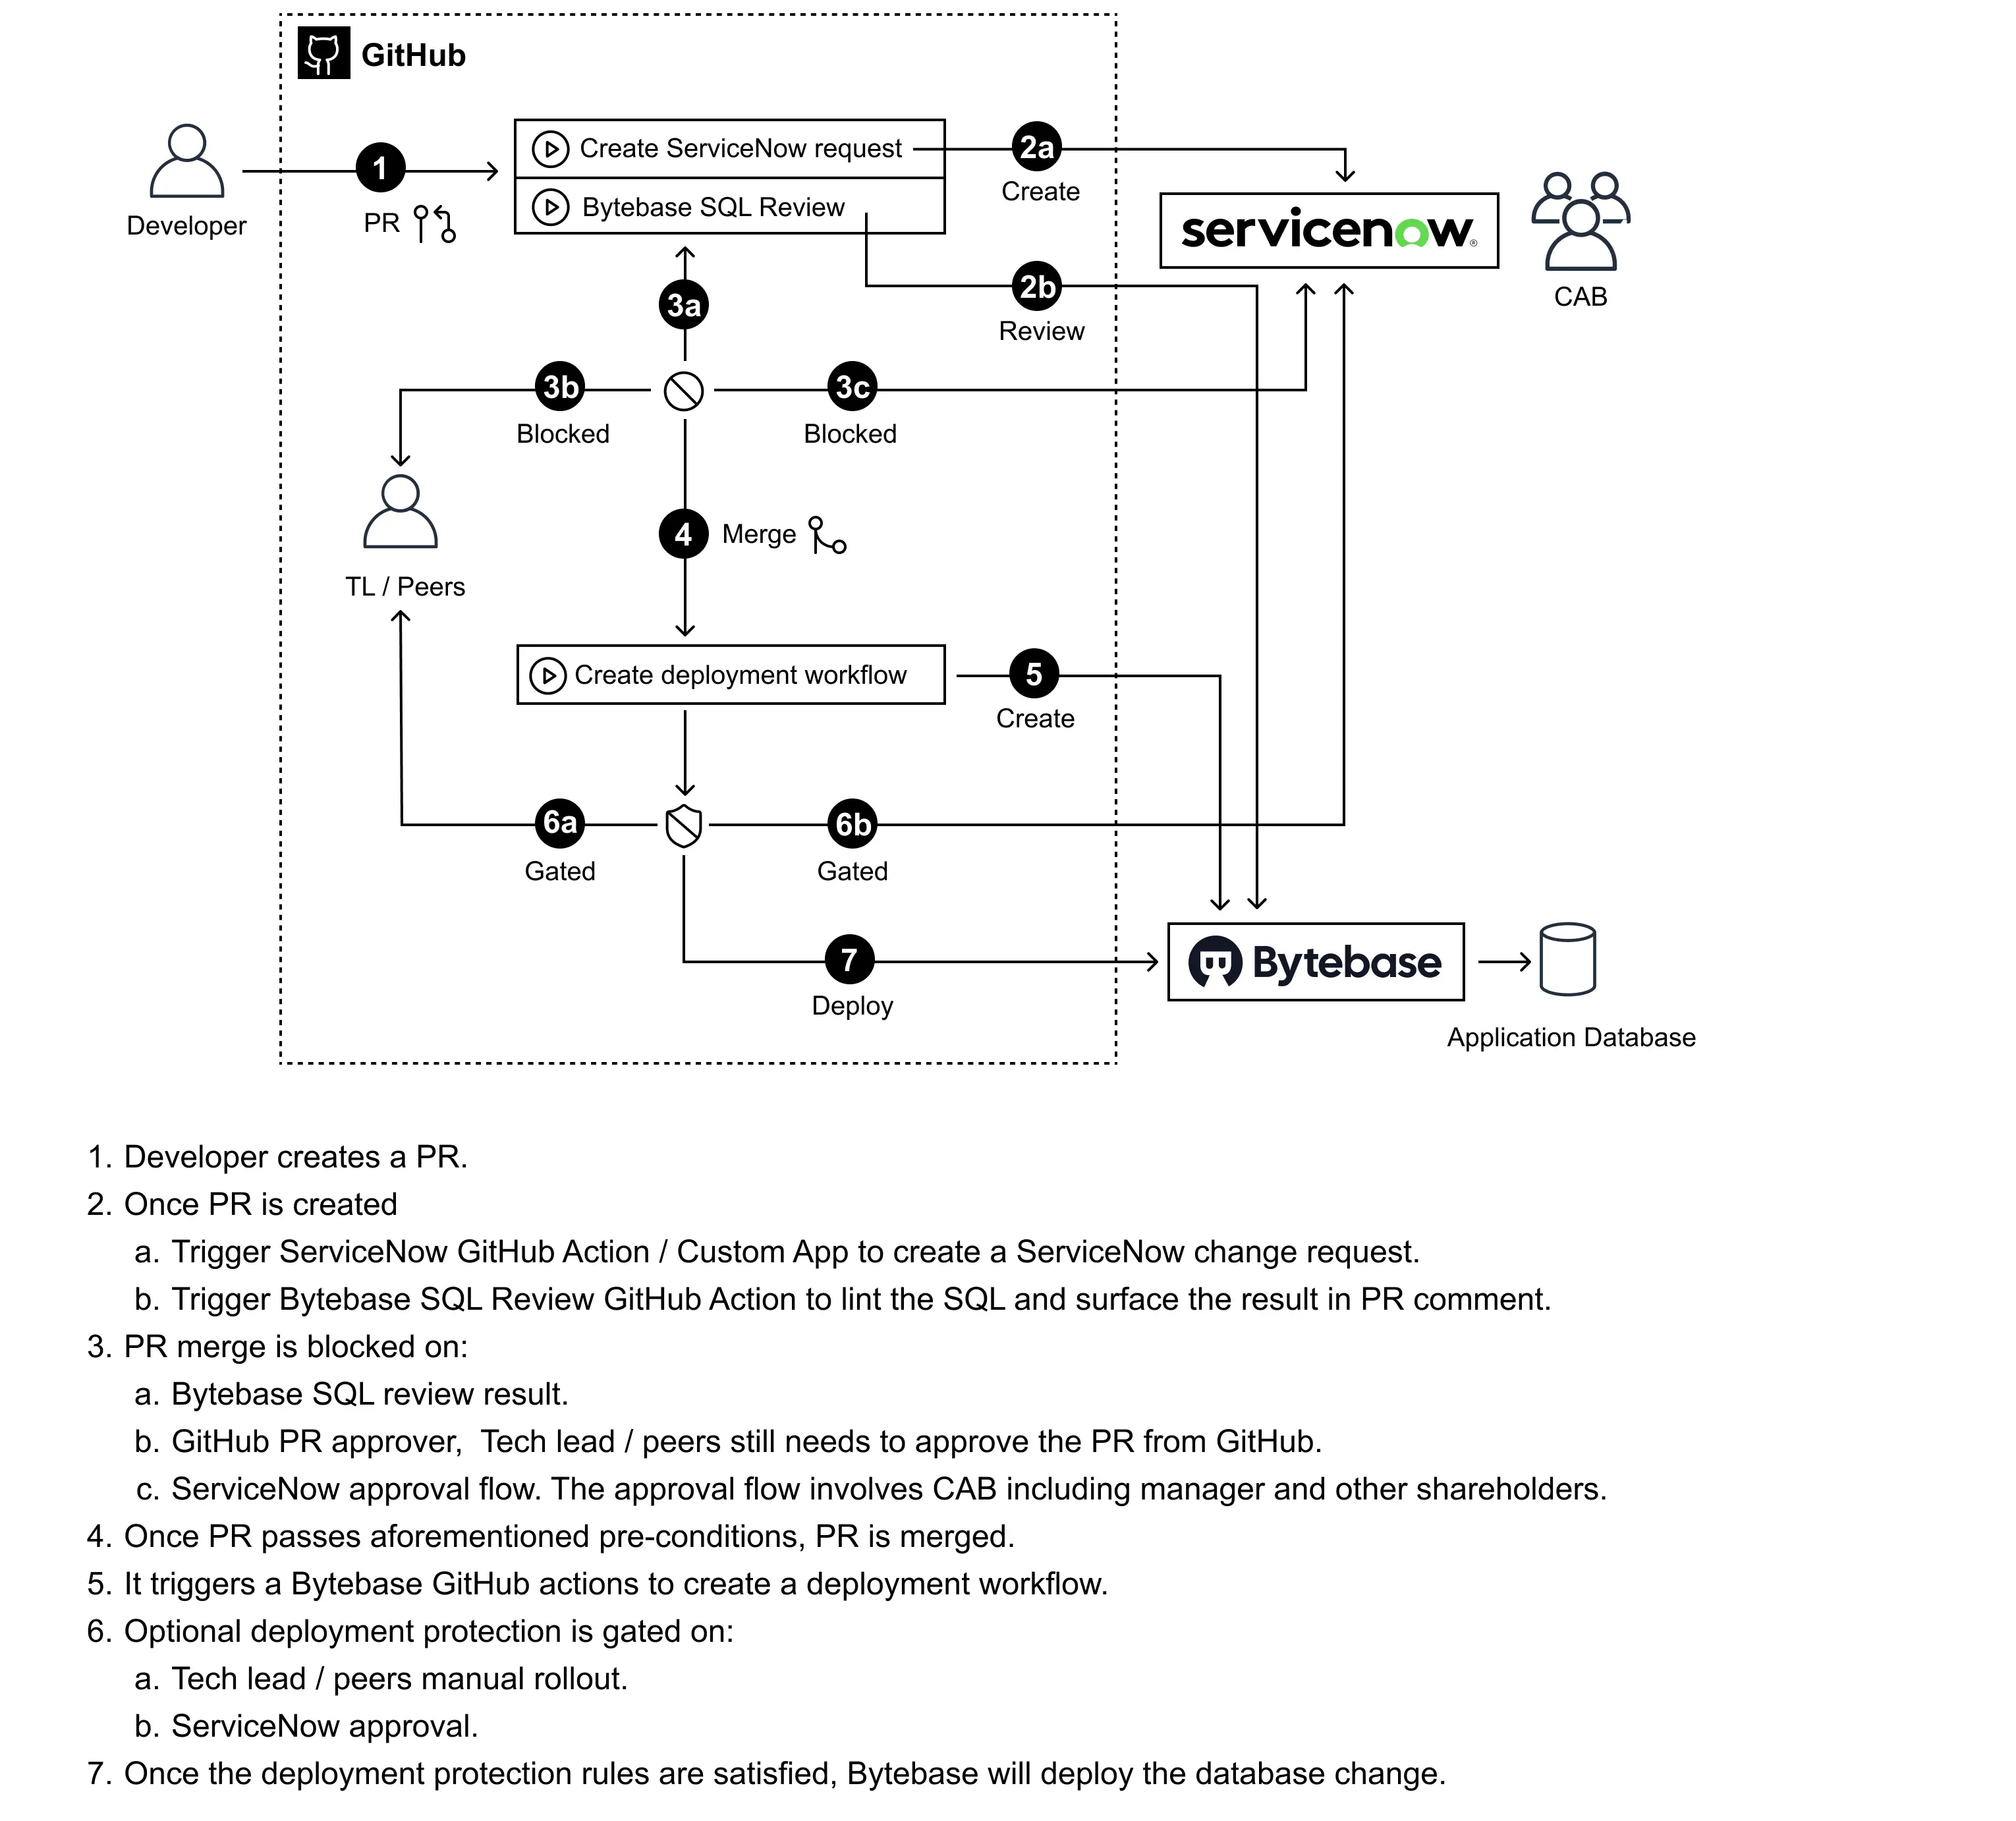 GitHub
Create ServiceNow request
2a
Create
1
Developer
PR
Bytebase SQL Review
servicenow®
CAB
3a
2b
Review
3b
Blocked
3c
Blocked
4
Merge
TL / Peers
Create deployment workflow
5
Create
6a
Gated
6b
Gated
7
Deploy
Bytebase
Application Database
1. Developer creates a PR.
2. Once PR is created
a. Trigger ServiceNow GitHub Action / Custom App to create a ServiceNow change request.
b. Trigger Bytebase SQL Review GitHub Action to lint the SQL and surface the result in PR comment.
3. PR merge is blocked on:
a. Bytebase SQL review result.
b. GitHub PR approver,  Tech lead / peers still needs to approve the PR from GitHub.
c. ServiceNow approval flow. The approval flow involves CAB including manager and other shareholders.
4. Once PR passes aforementioned pre-conditions, PR is merged.
5. It triggers a Bytebase GitHub actions to create a deployment workflow.
6. Optional deployment protection is gated on:
a. Tech lead / peers manual rollout.
b. ServiceNow approval.
7. Once the deployment protection rules are satisfied, Bytebase will deploy the database change.